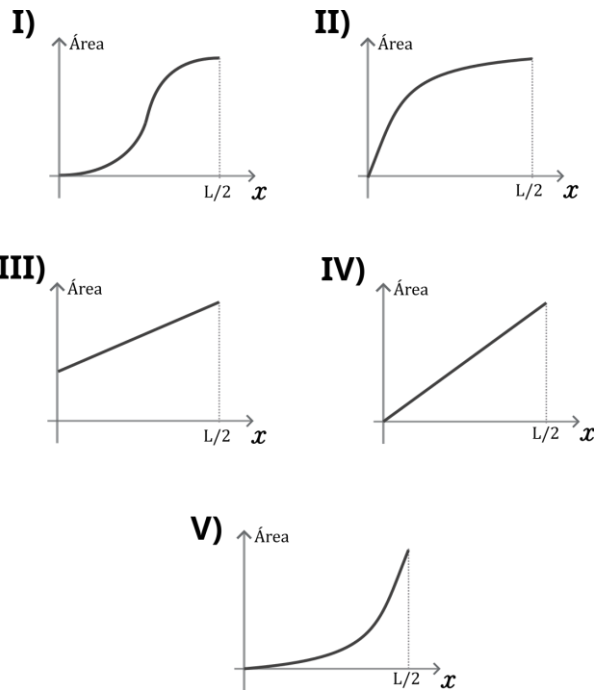 I)
Área
L/2
x
II)
Área
L/2
x
III)
Área
L/2
x
IV)
Área
L/2
x
V)
Área
L/2
x